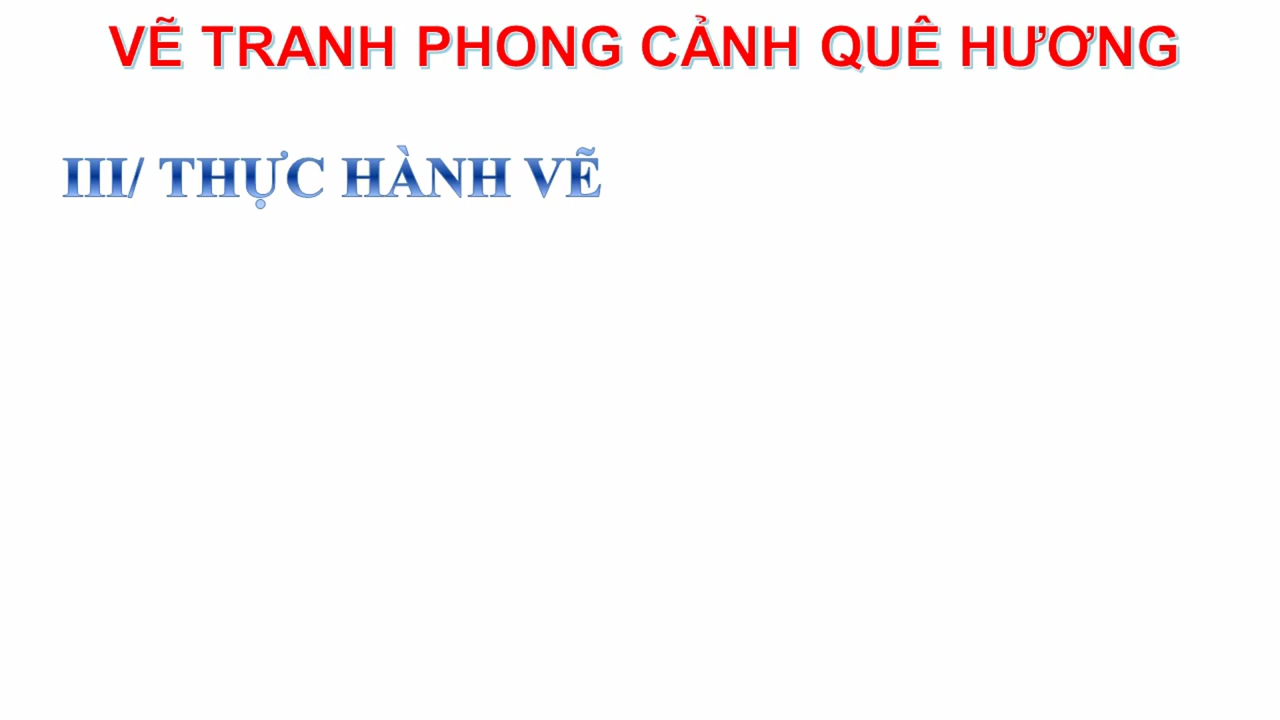 VẼ TRANH PHONG CẢNH QUÊ HƯƠNG
III/ THỰC HÀNH VẼ